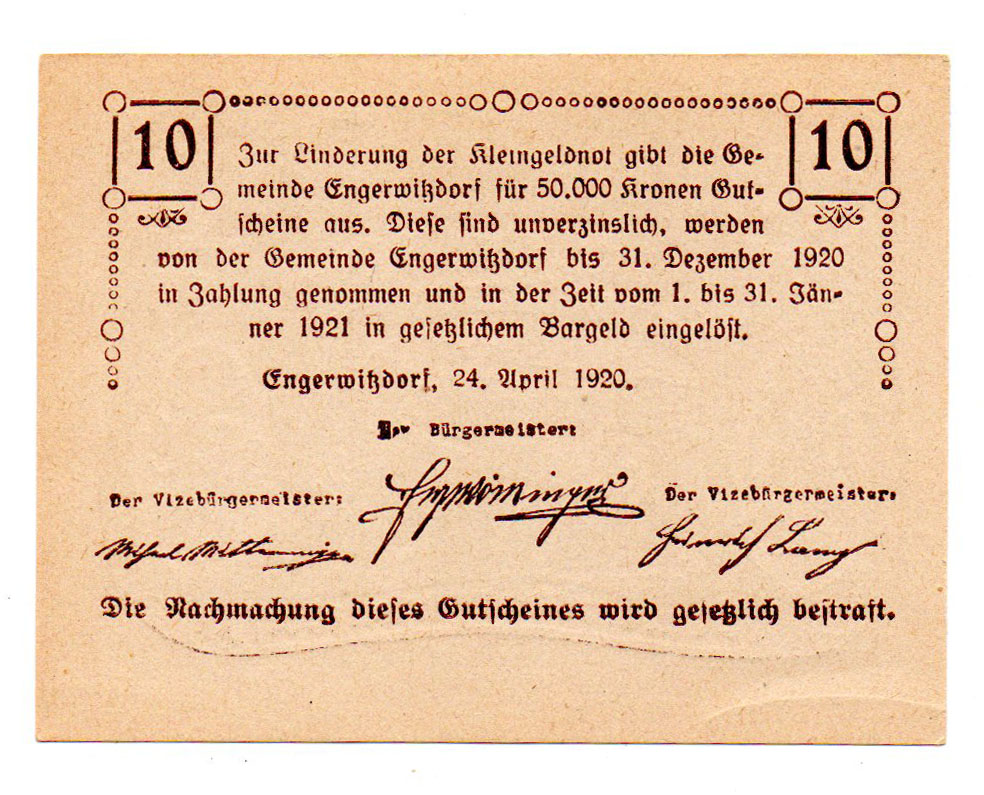 10 10
Zur Linderung der Kleingeldnot gibt die Ge-
meinde Engerwitzdorf für 50.000 Kronen Gut-
scheine aus. Diese sind unverzinslich, werden
von der Gemeinde Engerwitzdorf bis 31. Dezember 1920
in Zahlung genommen und in der Zeit vom 1. bis 31. Jän-
ner 1921 in gesetzlichem Bargeld eingelöst.
Engerwitzdorf, 24. April 1920.
Der Bürgermeister:
Der Vizebürgermeister: Der Vizebürgermeister:
Heinrich Lang
Die Nachmachung dieses Gutscheines wird gesetzlich bestraft.